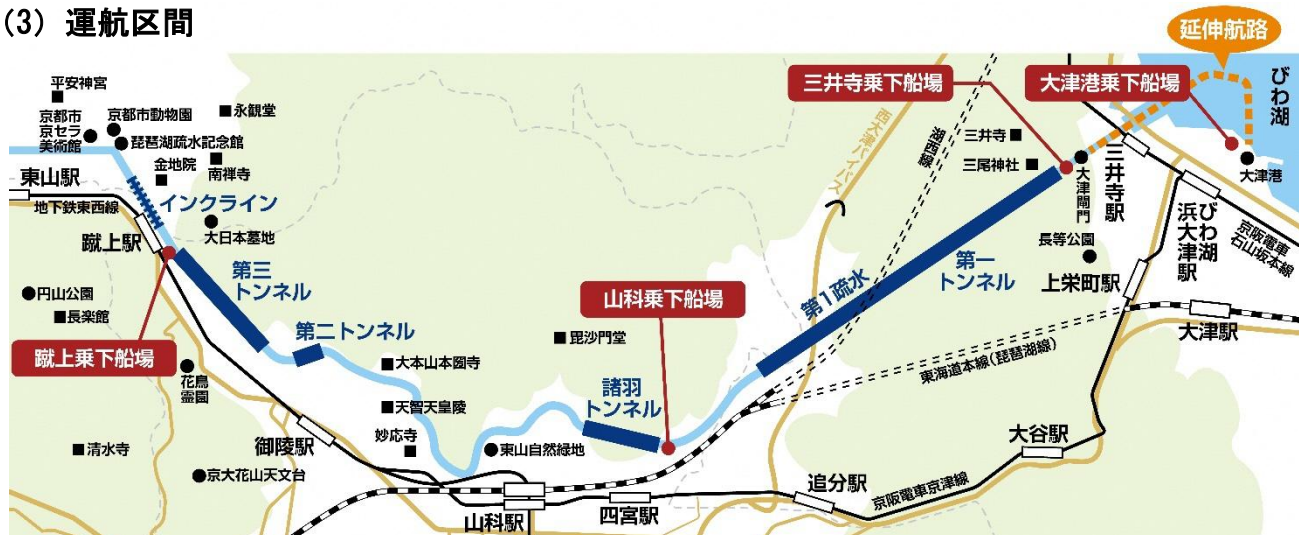 (3) 運航区間
延伸航路
平安神宮
京都市動物園
永観堂
京都市
京セラ
美術館
琵琶湖疏水記念館
金地院
南禅寺
東山駅
地下鉄東西線
インクライン
大日本墓地
蹴上駅
第三
トンネル
円山公園
長楽館
第二トンネル
蹴上乗下船場
花鳥
霊園
大本山本圀寺
天智天皇陵
妙応寺
清水寺
御陵駅
京大花山天文台
東山自然緑地
山科駅
四宮駅
追分駅
京阪電車京津線
大谷駅
毘沙門堂
諸羽
トンネル
山科乗下船場
第1疏水
第一
トンネル
東海道本線(琵琶湖線)
西大津バイパス
湖西線
三井寺乗下船場
三井寺
三尾神社
大津閘門
三井寺駅
大津港乗下船場
びわ湖
大津港
びわ湖
浜大津駅
京阪電車
石山坂本線
長等公園
上栄町駅
大津駅